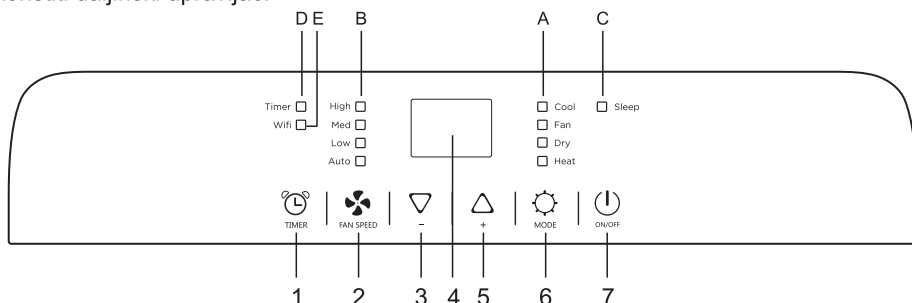 D E B A C
Timer High Cool Sleep
Wifi Med Fan
Low Dry
Auto Heat
TIMER FAN SPEED - + MODE ON/OFF
1 2 3 4 5 6 7